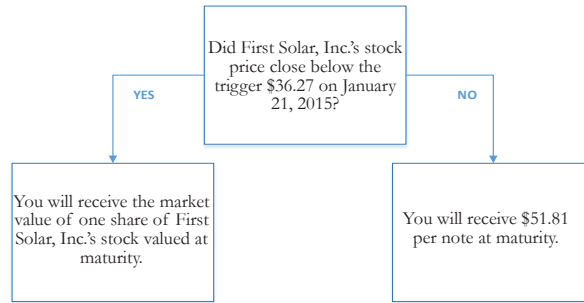 Did First Solar, Inc.'s stock
price close below the
trigger $36.27 on January
21, 2015?
YES
NO
You will receive the market
value of one share of First
Solar, Inc.'s stock valued at
maturity.
You will receive $51.81
per note at maturity.